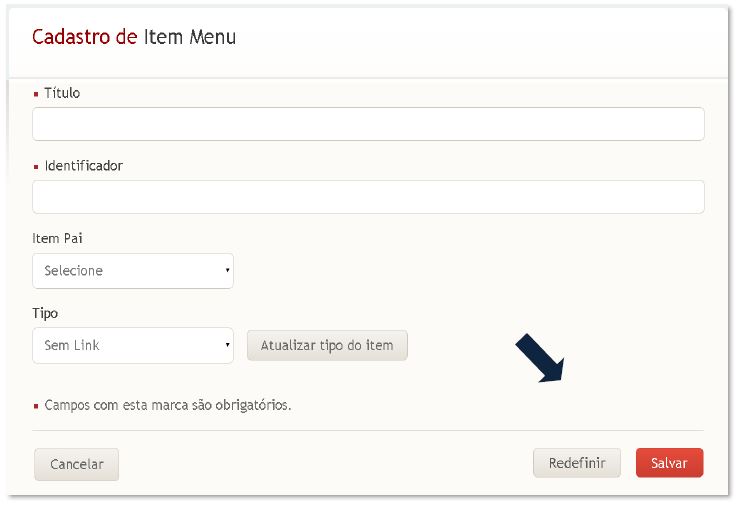 Cadastro de Item Menu
Título
Identificador
Item Pai
Selecione
Tipo
Sem Link
Atualizar tipo do item
Campos com esta marca são obrigatórios.
Cancelar
Redefinir
Salvar